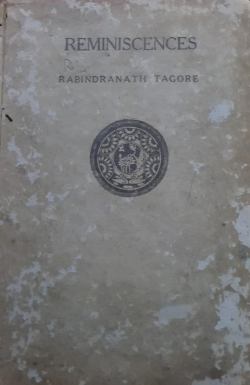 REMINISCENCES
RABINDRANATH TAGORE